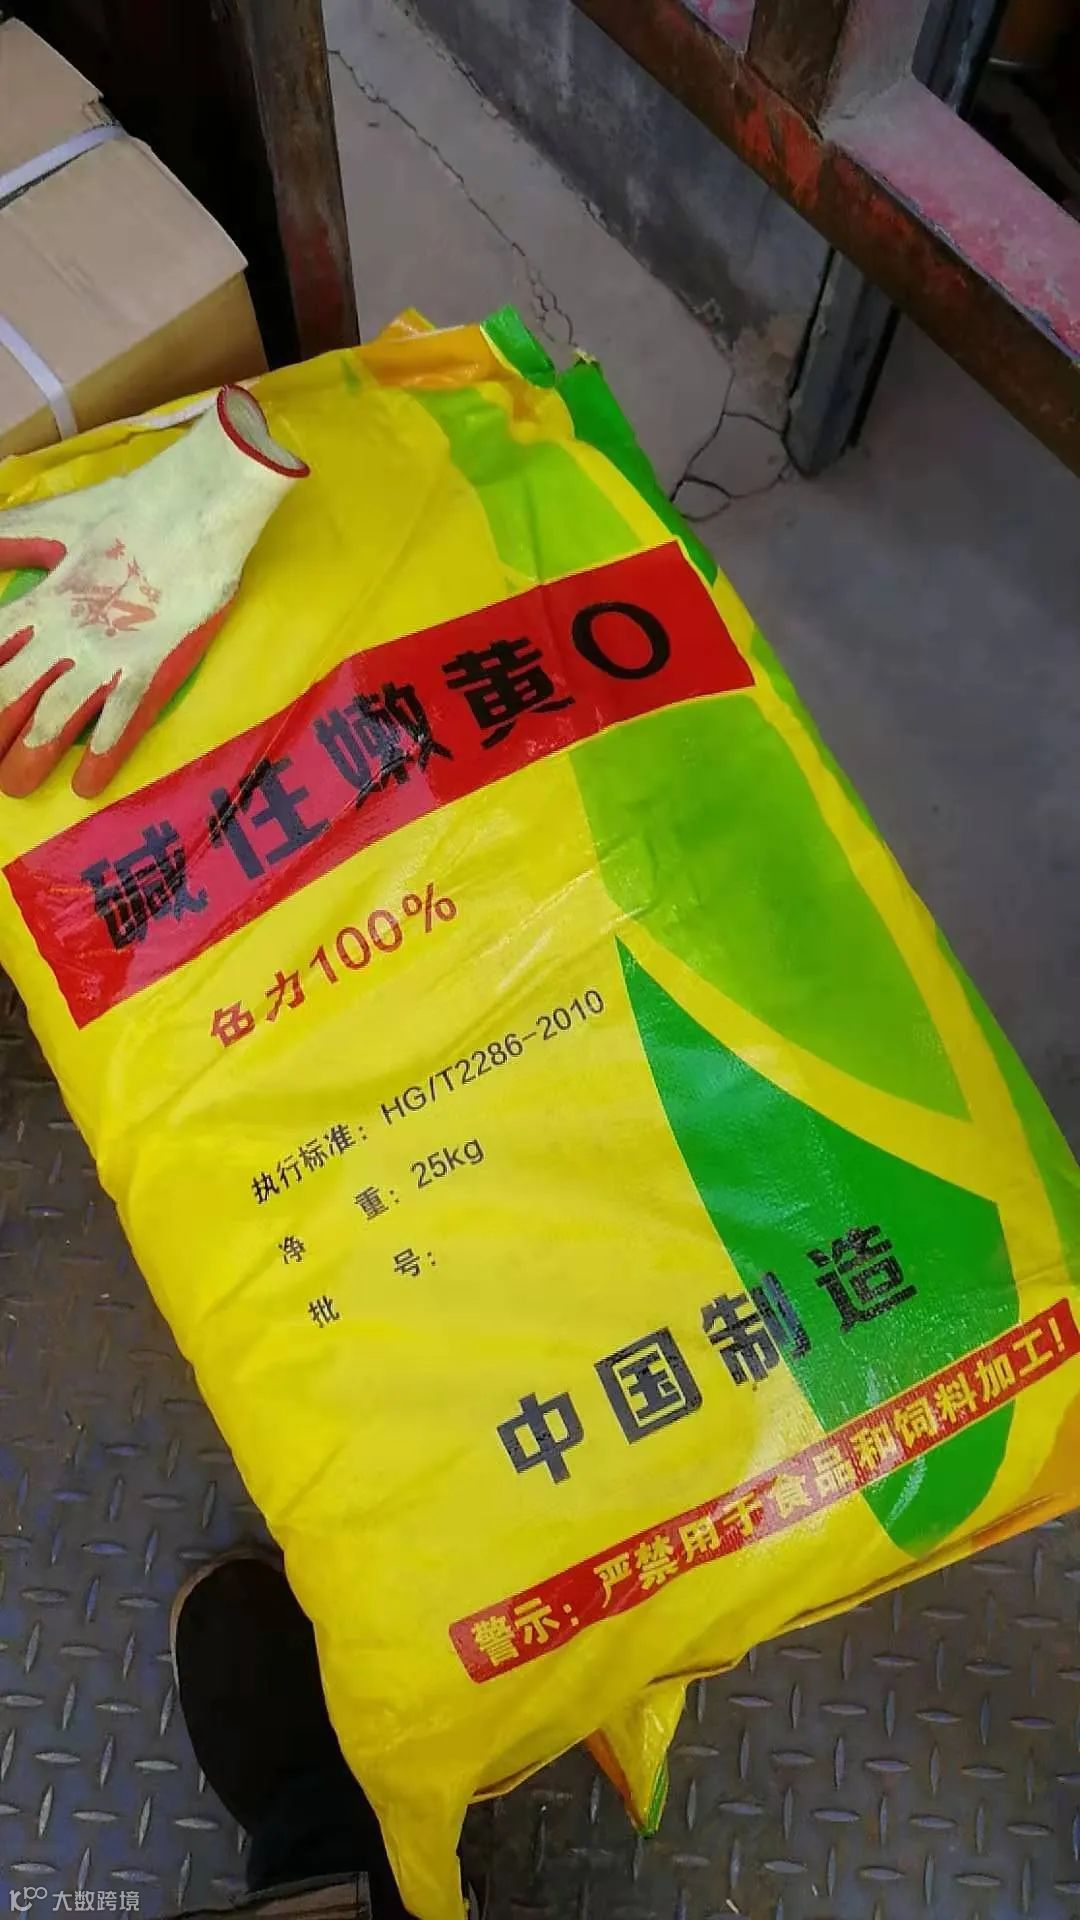 碱性嫩黄O
色力100%
执行标准：HG/T2286-2010
净 重：25kg
批 号：
中国制造
警示：严禁用于食品和饲料加工！
大数跨境